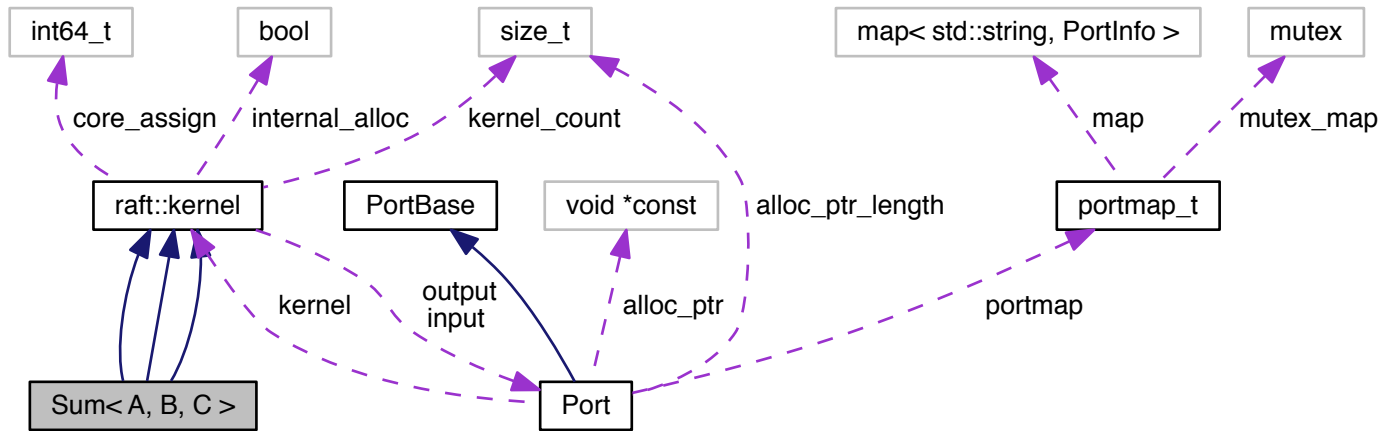 int64_t
bool
size_t
map< std::string, PortInfo >
mutex
core_assign
internal_alloc
kernel_count
map
mutex_map
raft::kernel
PortBase
void *const
alloc_ptr_length
portmap_t
kernel
output
input
alloc_ptr
portmap
Sum< A, B, C >
Port